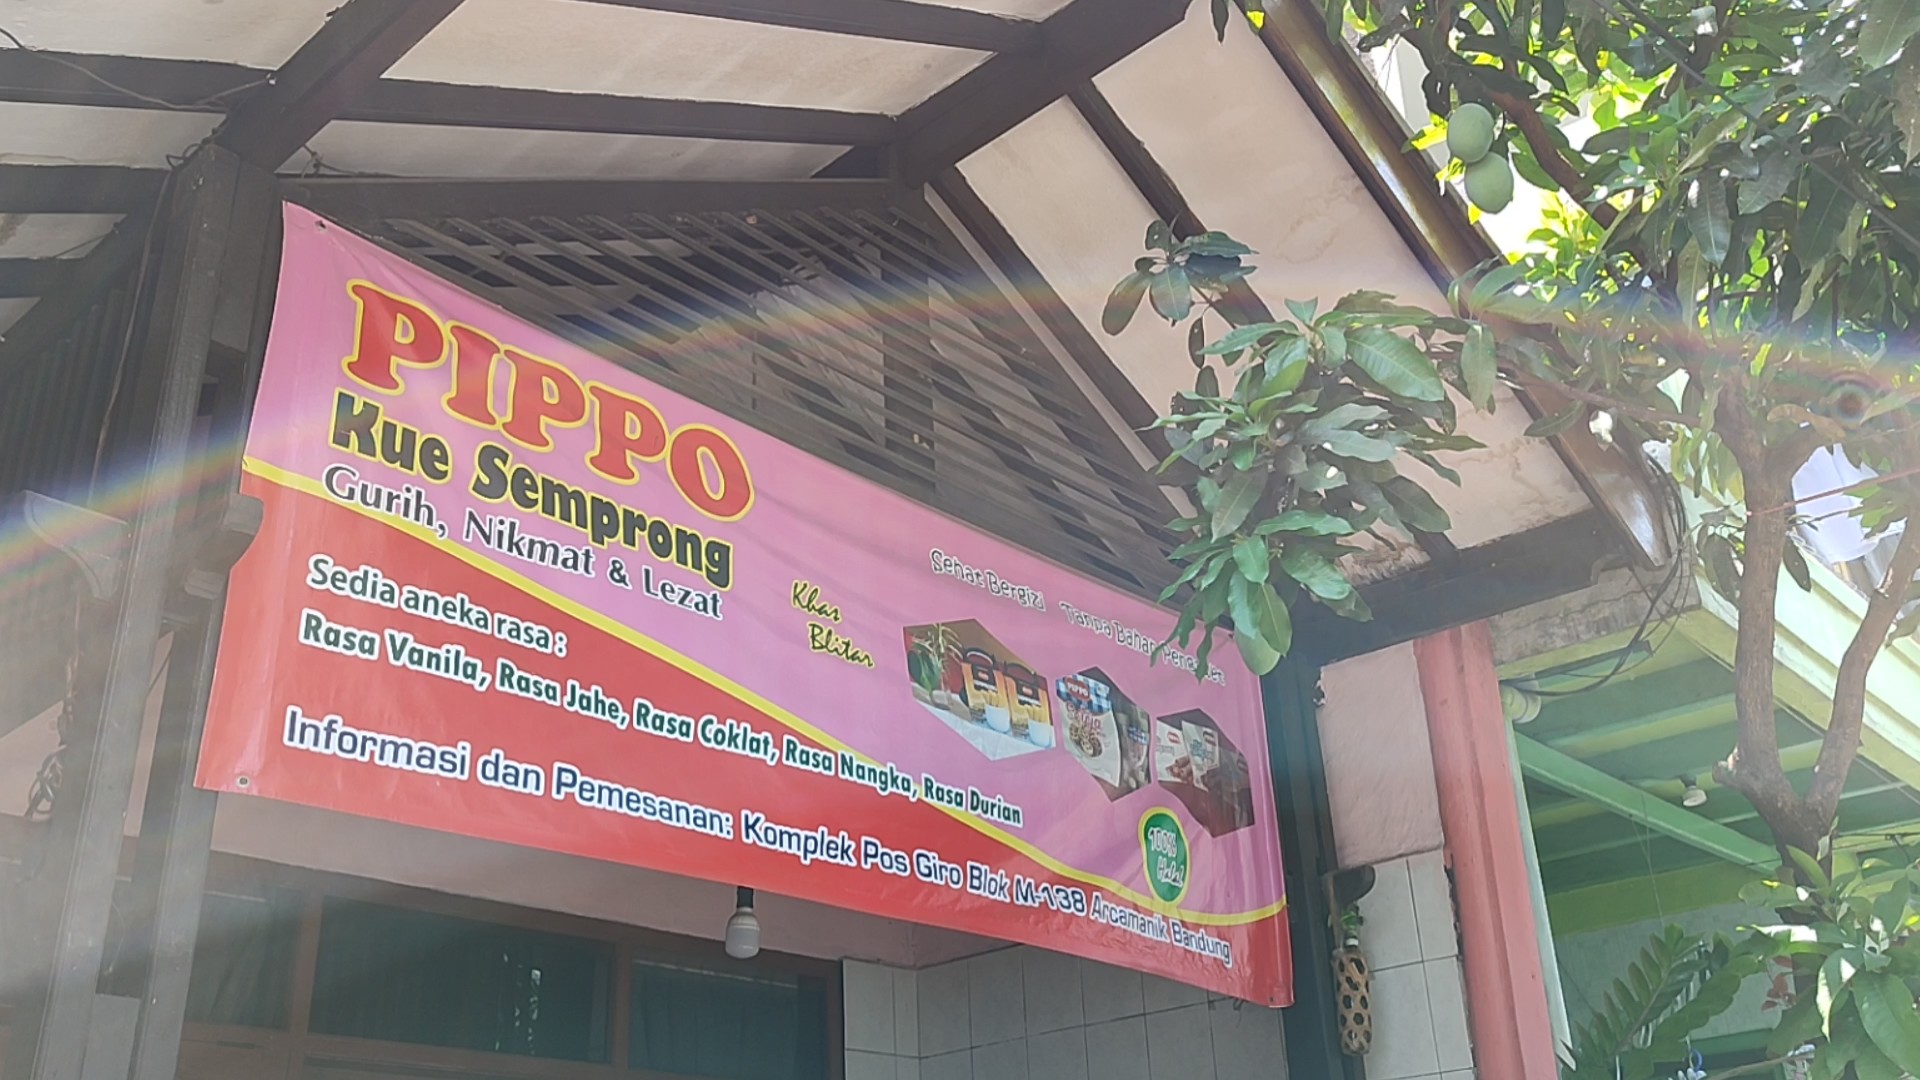 PIPPO
Kue Semprong
Gurih, Nikmat & Lezat
Khas
Blitar
Sehat Bergizi Tanpa Bahan
Sedia aneka rasa :
Rasa Vanila, Rasa Jahe, Rasa Coklat, Rasa Nangka, Rasa Durian
PIPPO
100%
Halal
Informasi dan Pemesanan: Komplek Pos Giro Blok M-138 Arcamanik Bandung